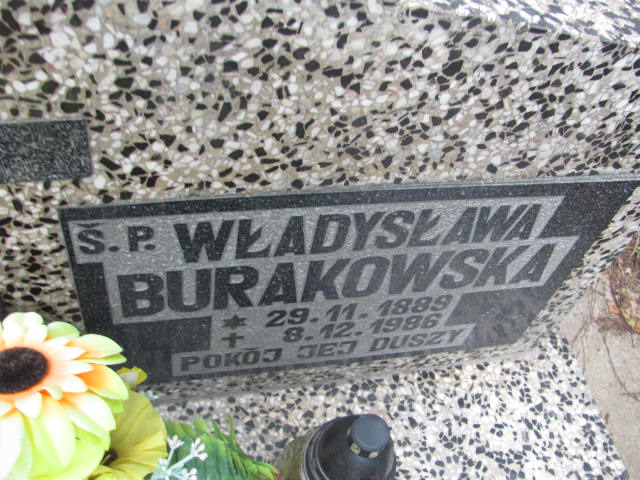 Ś.P. WŁADYSŁAWA
BURAKOWSKA
* 29.11.1889
+ 8.12.1986
POKÓJ JEJ DUSZY